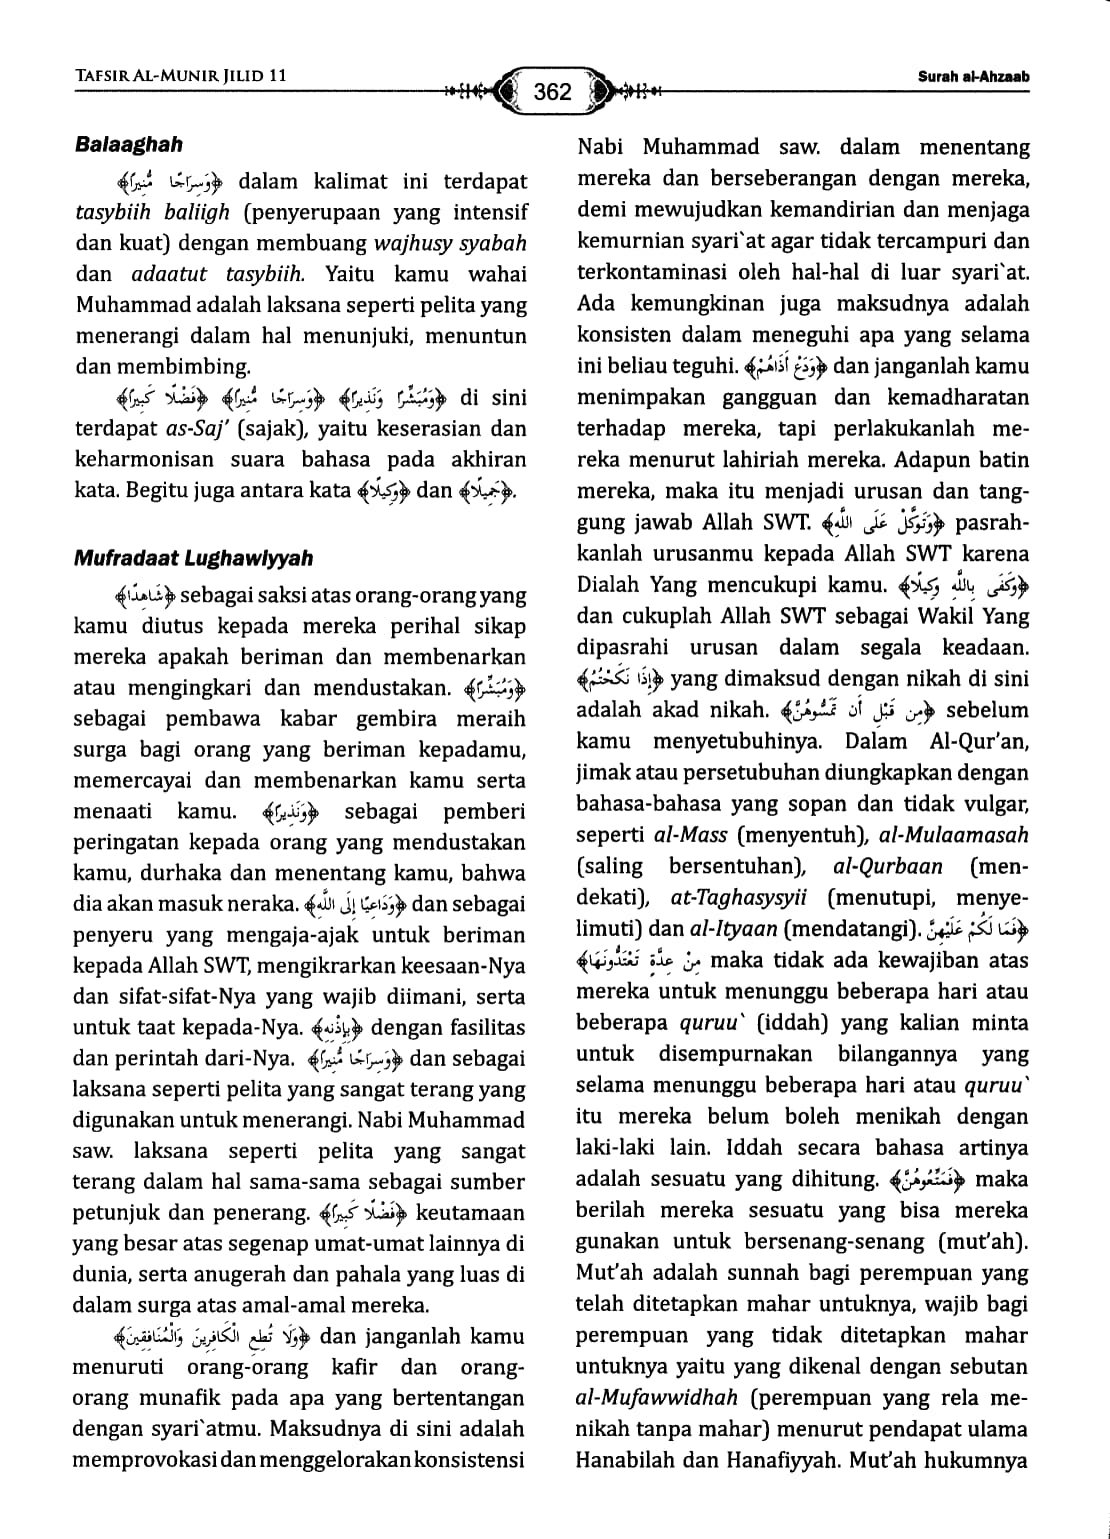 TAFSIR AL-MUNIR JILID 11
362
Surah al-Ahzaab
Balaaghah
﴿وَسِرَاجًا مُّنِيرًا﴾ dalam kalimat ini terdapat
tasybiih baliigh (penyerupaan yang intensif
dan kuat) dengan membuang wajhusy syabah
dan adaatut tasybiih. Yaitu kamu wahai
Muhammad adalah laksana seperti pelita yang
menerangi dalam hal menunjuki, menuntun
dan membimbing.
﴿وَمُبَشِّرًا وَنَذِيرًا﴾ ﴿وَسِرَاجًا مُّنِيرًا﴾ ﴿فَضْلًا كَبِيرًا﴾ di sini
terdapat as-Saj’ (sajak), yaitu keserasian dan
keharmonisan suara bahasa pada akhiran
kata. Begitu juga antara kata ﴿وَكِيلًا﴾ dan ﴿جَمِيلًا﴾.
Mufradaat Lughawiyyah
﴿شَاهِدًا﴾ sebagai saksi atas orang-orang yang
kamu diutus kepada mereka perihal sikap
mereka apakah beriman dan membenarkan
atau mengingkari dan mendustakan. ﴿وَمُبَشِّرًا﴾
sebagai pembawa kabar gembira meraih
surga bagi orang yang beriman kepadamu,
memercayai dan membenarkan kamu serta
menaati kamu. ﴿وَنَذِيرًا﴾ sebagai pemberi
peringatan kepada orang yang mendustakan
kamu, durhaka dan menentang kamu, bahwa
dia akan masuk neraka. ﴿وَدَاعِيًا إِلَى اللَّهِ﴾ dan sebagai
penyeru yang mengaja-ajak untuk beriman
kepada Allah SWT, mengikrarkan keesaan-Nya
dan sifat-sifat-Nya yang wajib diimani, serta
untuk taat kepada-Nya. ﴿بِإِذْنِهِ﴾ dengan fasilitas
dan perintah dari-Nya. ﴿وَسِرَاجًا مُّنِيرًا﴾ dan sebagai
laksana seperti pelita yang sangat terang yang
digunakan untuk menerangi. Nabi Muhammad
saw. laksana seperti pelita yang sangat
terang dalam hal sama-sama sebagai sumber
petunjuk dan penerang. ﴿فَضْلًا كَبِيرًا﴾ keutamaan
yang besar atas segenap umat-umat lainnya di
dunia, serta anugerah dan pahala yang luas di
dalam surga atas amal-amal mereka.
﴿وَلَا تُطِعِ الْكَافِرِينَ وَالْمُنَافِقِينَ﴾ dan janganlah kamu
menuruti orang-orang kafir dan orang-
orang munafik pada apa yang bertentangan
dengan syari`atmu. Maksudnya di sini adalah
memprovokasi dan menggelorakan konsistensi
Nabi Muhammad saw. dalam menentang
mereka dan berseberangan dengan mereka,
demi mewujudkan kemandirian dan menjaga
kemurnian syari`at agar tidak tercampuri dan
terkontaminasi oleh hal-hal di luar syari`at.
Ada kemungkinan juga maksudnya adalah
konsisten dalam meneguhi apa yang selama
ini beliau teguhi. ﴿وَدَعْ أَذَاهُمْ﴾ dan janganlah kamu
menimpakan gangguan dan kemadharatan
terhadap mereka, tapi perlakukanlah me-
reka menurut lahiriah mereka. Adapun batin
mereka, maka itu menjadi urusan dan tang-
gung jawab Allah SWT. ﴿وَتَوَكَّلْ عَلَى اللَّهِ﴾ pasrah-
kanlah urusanmu kepada Allah SWT karena
Dialah Yang mencukupi kamu. ﴿وَكَفَى بِاللَّهِ وَكِيلًا﴾
dan cukuplah Allah SWT sebagai Wakil Yang
dipasrahi urusan dalam segala keadaan.
﴿إِذَا نَكَحْتُمُ﴾ yang dimaksud dengan nikah di sini
adalah akad nikah. ﴿مِن قَبْلِ أَن تَمَسُّوهُنَّ﴾ sebelum
kamu menyetubuhinya. Dalam Al-Qur’an,
jimak atau persetubuhan diungkapkan dengan
bahasa-bahasa yang sopan dan tidak vulgar,
seperti al-Mass (menyentuh), al-Mulaamasah
(saling bersentuhan), al-Qurbaan (men-
dekati), at-Taghasysyii (menutupi, menye-
limuti) dan al-Ityaan (mendatangi). ﴿فَمَا لَكُمْ عَلَيْهِنَّ
مِنْ عِدَّةٍ تَعْتَدُّونَهَا﴾ maka tidak ada kewajiban atas
mereka untuk menunggu beberapa hari atau
beberapa quruu` (iddah) yang kalian minta
untuk disempurnakan bilangannya yang
selama menunggu beberapa hari atau quruu`
itu mereka belum boleh menikah dengan
laki-laki lain. Iddah secara bahasa artinya
adalah sesuatu yang dihitung. ﴿فَمَتِّعُوهُنَّ﴾ maka
berilah mereka sesuatu yang bisa mereka
gunakan untuk bersenang-senang (mut’ah).
Mut’ah adalah sunnah bagi perempuan yang
telah ditetapkan mahar untuknya, wajib bagi
perempuan yang tidak ditetapkan mahar
untuknya yaitu yang dikenal dengan sebutan
al-Mufawwidhah (perempuan yang rela me-
nikah tanpa mahar) menurut pendapat ulama
Hanabilah dan Hanafiyyah. Mut’ah hukumnya